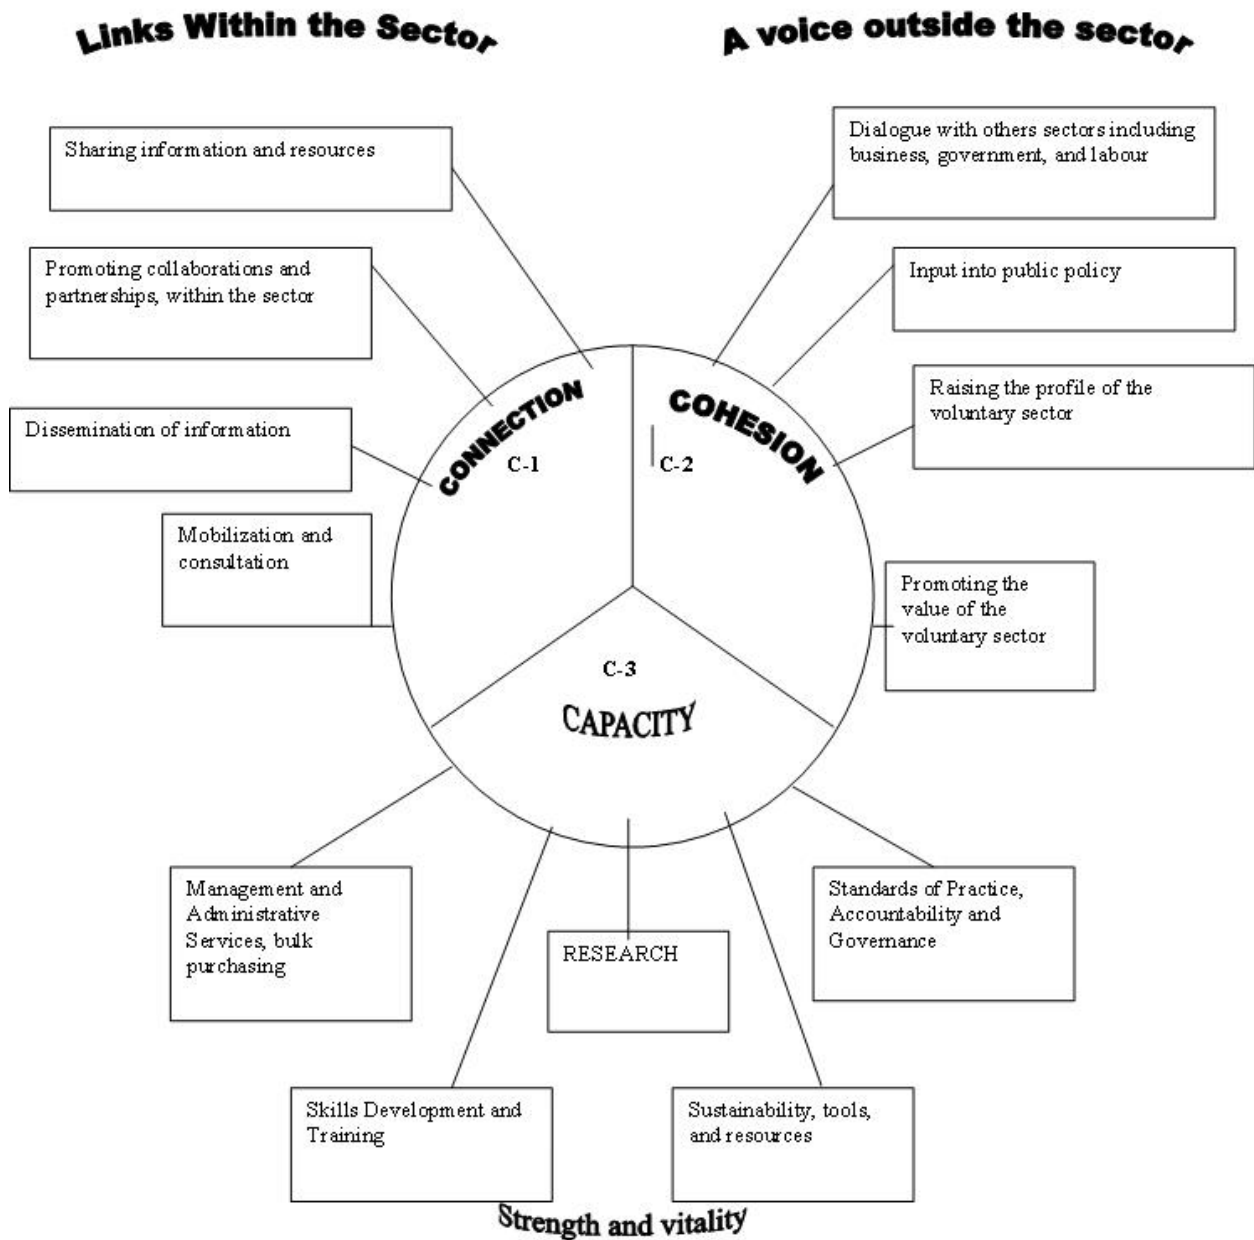 Links Within the Sector
A voice outside the sector
Sharing information and resources
Dialogue with others sectors including
business, government, and labour
Promoting collaborations and
partnerships, within the sector
Input into public policy
Raising the profile of the
voluntary sector
Dissemination of information
CONNECTION
C-1
COHESION
C-2
Mobilization and
consultation
Promoting the
value of the
voluntary sector
C-3
CAPACITY
Management and
Administrative
Services, bulk
purchasing
RESEARCH
Standards of Practice,
Accountability and
Governance
Skills Development and
Training
Sustainability, tools,
and resources
Strength and vitality